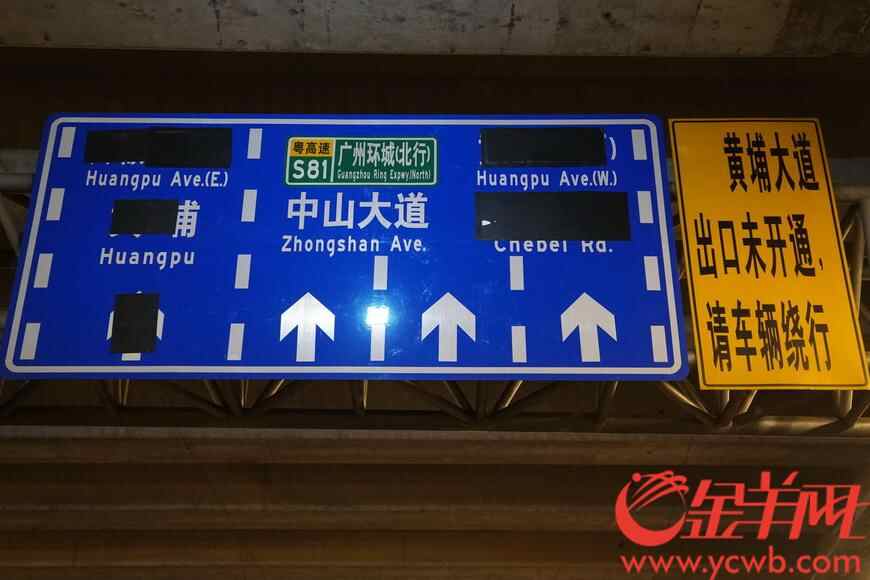 Huangpu Ave.(E.)
埔
Huangpu
粤高速
S81
广州环城(北行)
Guangzhou Ring Expwy(North)
中山大道
Zhongshan Ave.
)
Huangpu Ave.(W.)
Chebei Rd.
黄埔大道
出口未开通,
请车辆绕行
金羊网
www.ycwb.com